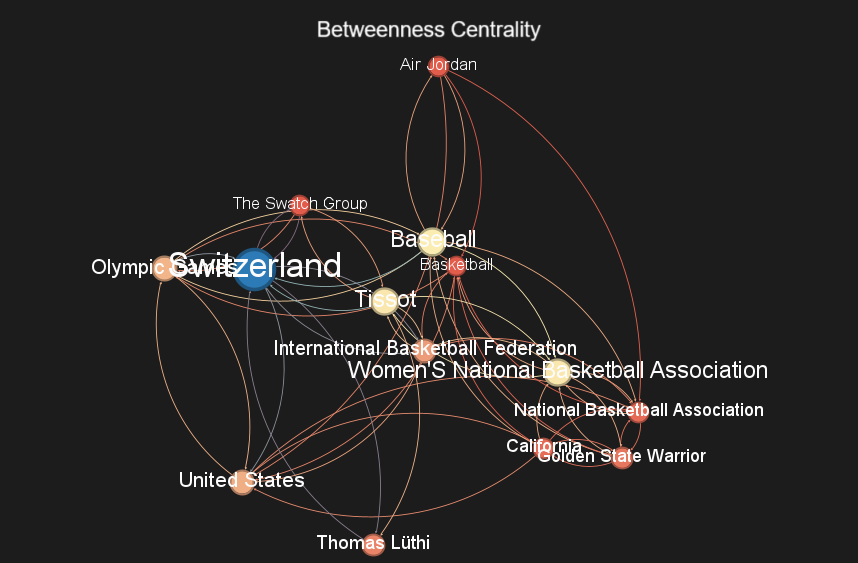 Betweenness Centrality
Air Jordan
The Swatch Group
Baseball
Basketball
Olympic Games
Switzerland
Tissot
International Basketball Federation
Women'S National Basketball Association
National Basketball Association
California
Golden State Warrior
United States
Thomas Lüthi